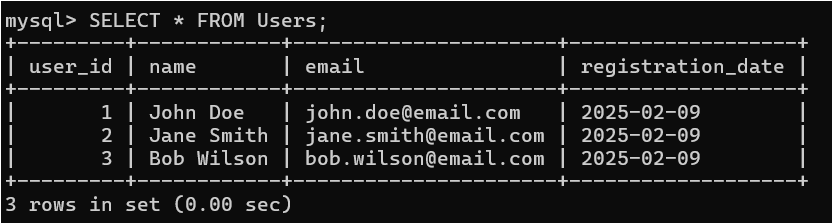 mysql> SELECT * FROM Users;
+---------+------------+----------------------+-------------------+
| user_id | name       | email                | registration_date |
+---------+------------+----------------------+-------------------+
|       1 | John Doe   | john.doe@email.com   | 2025-02-09        |
|       2 | Jane Smith | jane.smith@email.com | 2025-02-09        |
|       3 | Bob Wilson | bob.wilson@email.com | 2025-02-09        |
+---------+------------+----------------------+-------------------+
3 rows in set (0.00 sec)